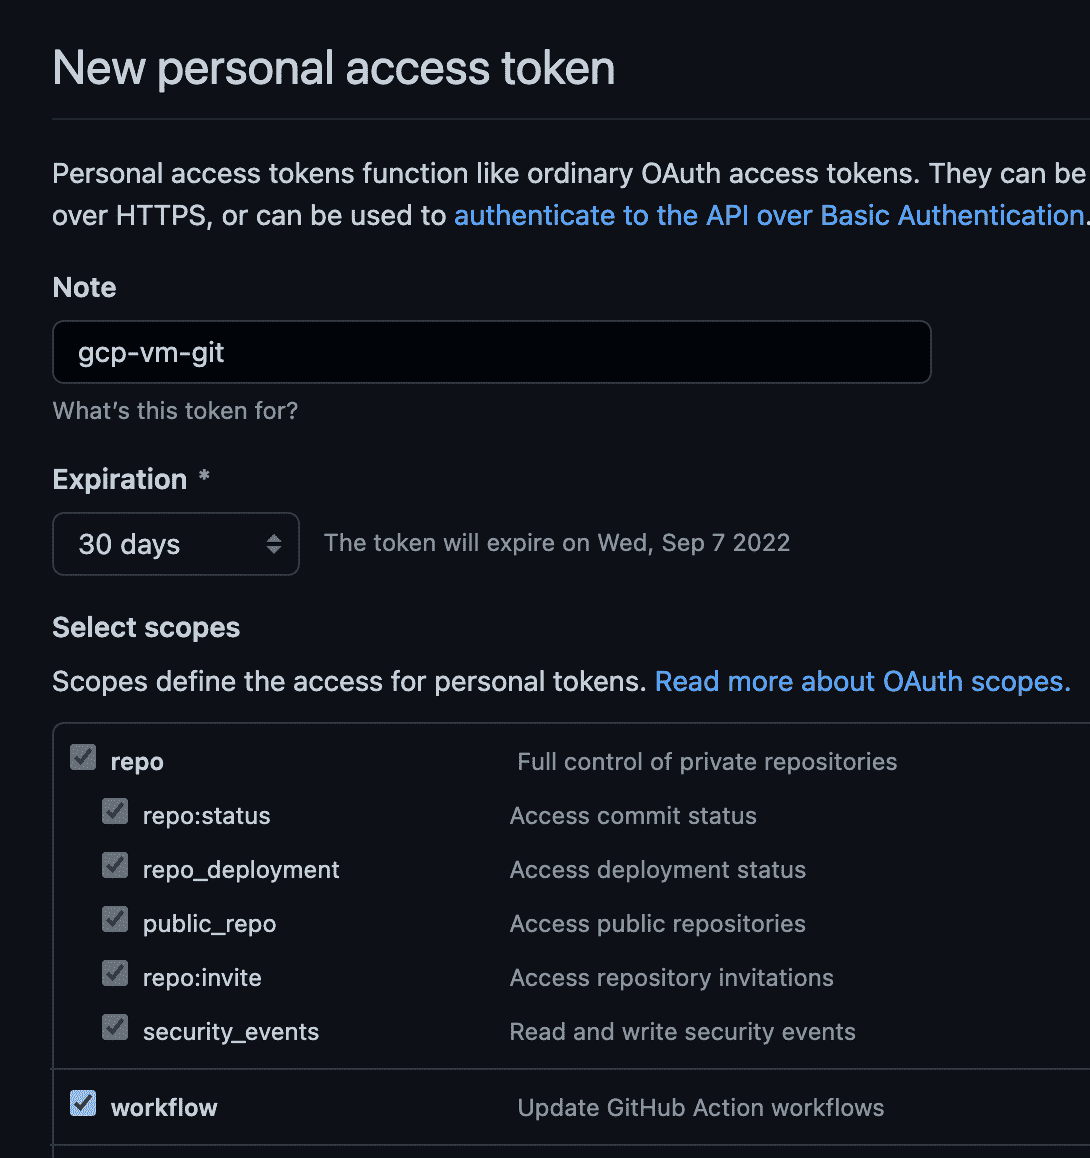 New personal access token
Personal access tokens function like ordinary OAuth access tokens. They can be
over HTTPS, or can be used to authenticate to the API over Basic Authentication.
Note
gcp-vm-git
What's this token for?
Expiration *
30 days The token will expire on Wed, Sep 7 2022
Select scopes
Scopes define the access for personal tokens. Read more about OAuth scopes.
repo Full control of private repositories
repo:status Access commit status
repo_deployment Access deployment status
public_repo Access public repositories
repo:invite Access repository invitations
security_events Read and write security events
workflow Update GitHub Action workflows